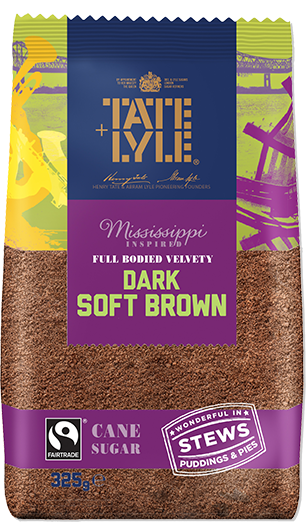 TATE
+
LYLE®
HENRY TATE & ABRAM LYLE PIONEERING FOUNDERS
Mississippi
INSPIRED
FULL BODIED VELVETY
DARK
SOFT BROWN
FAIRTRADE
CANE
SUGAR
WONDERFUL IN
STEWS
PUDDINGS & PIES
325g e